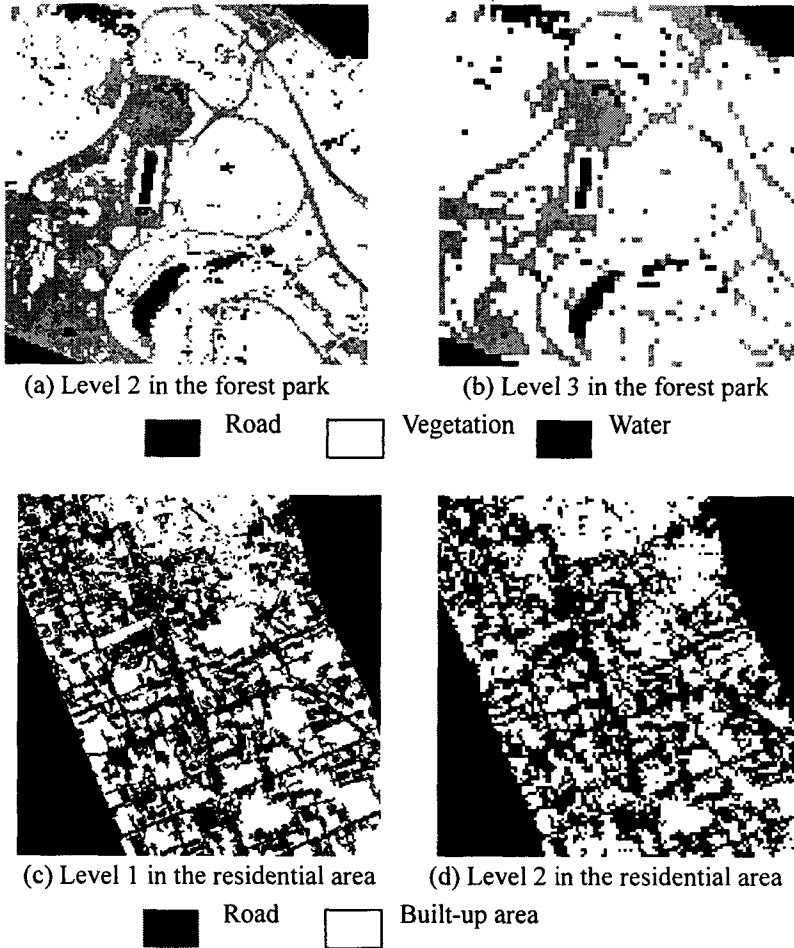 (a) Level 2 in the forest park
(b) Level 3 in the forest park
Road Vegetation Water
(c) Level 1 in the residential area
(d) Level 2 in the residential area
Road Built-up area